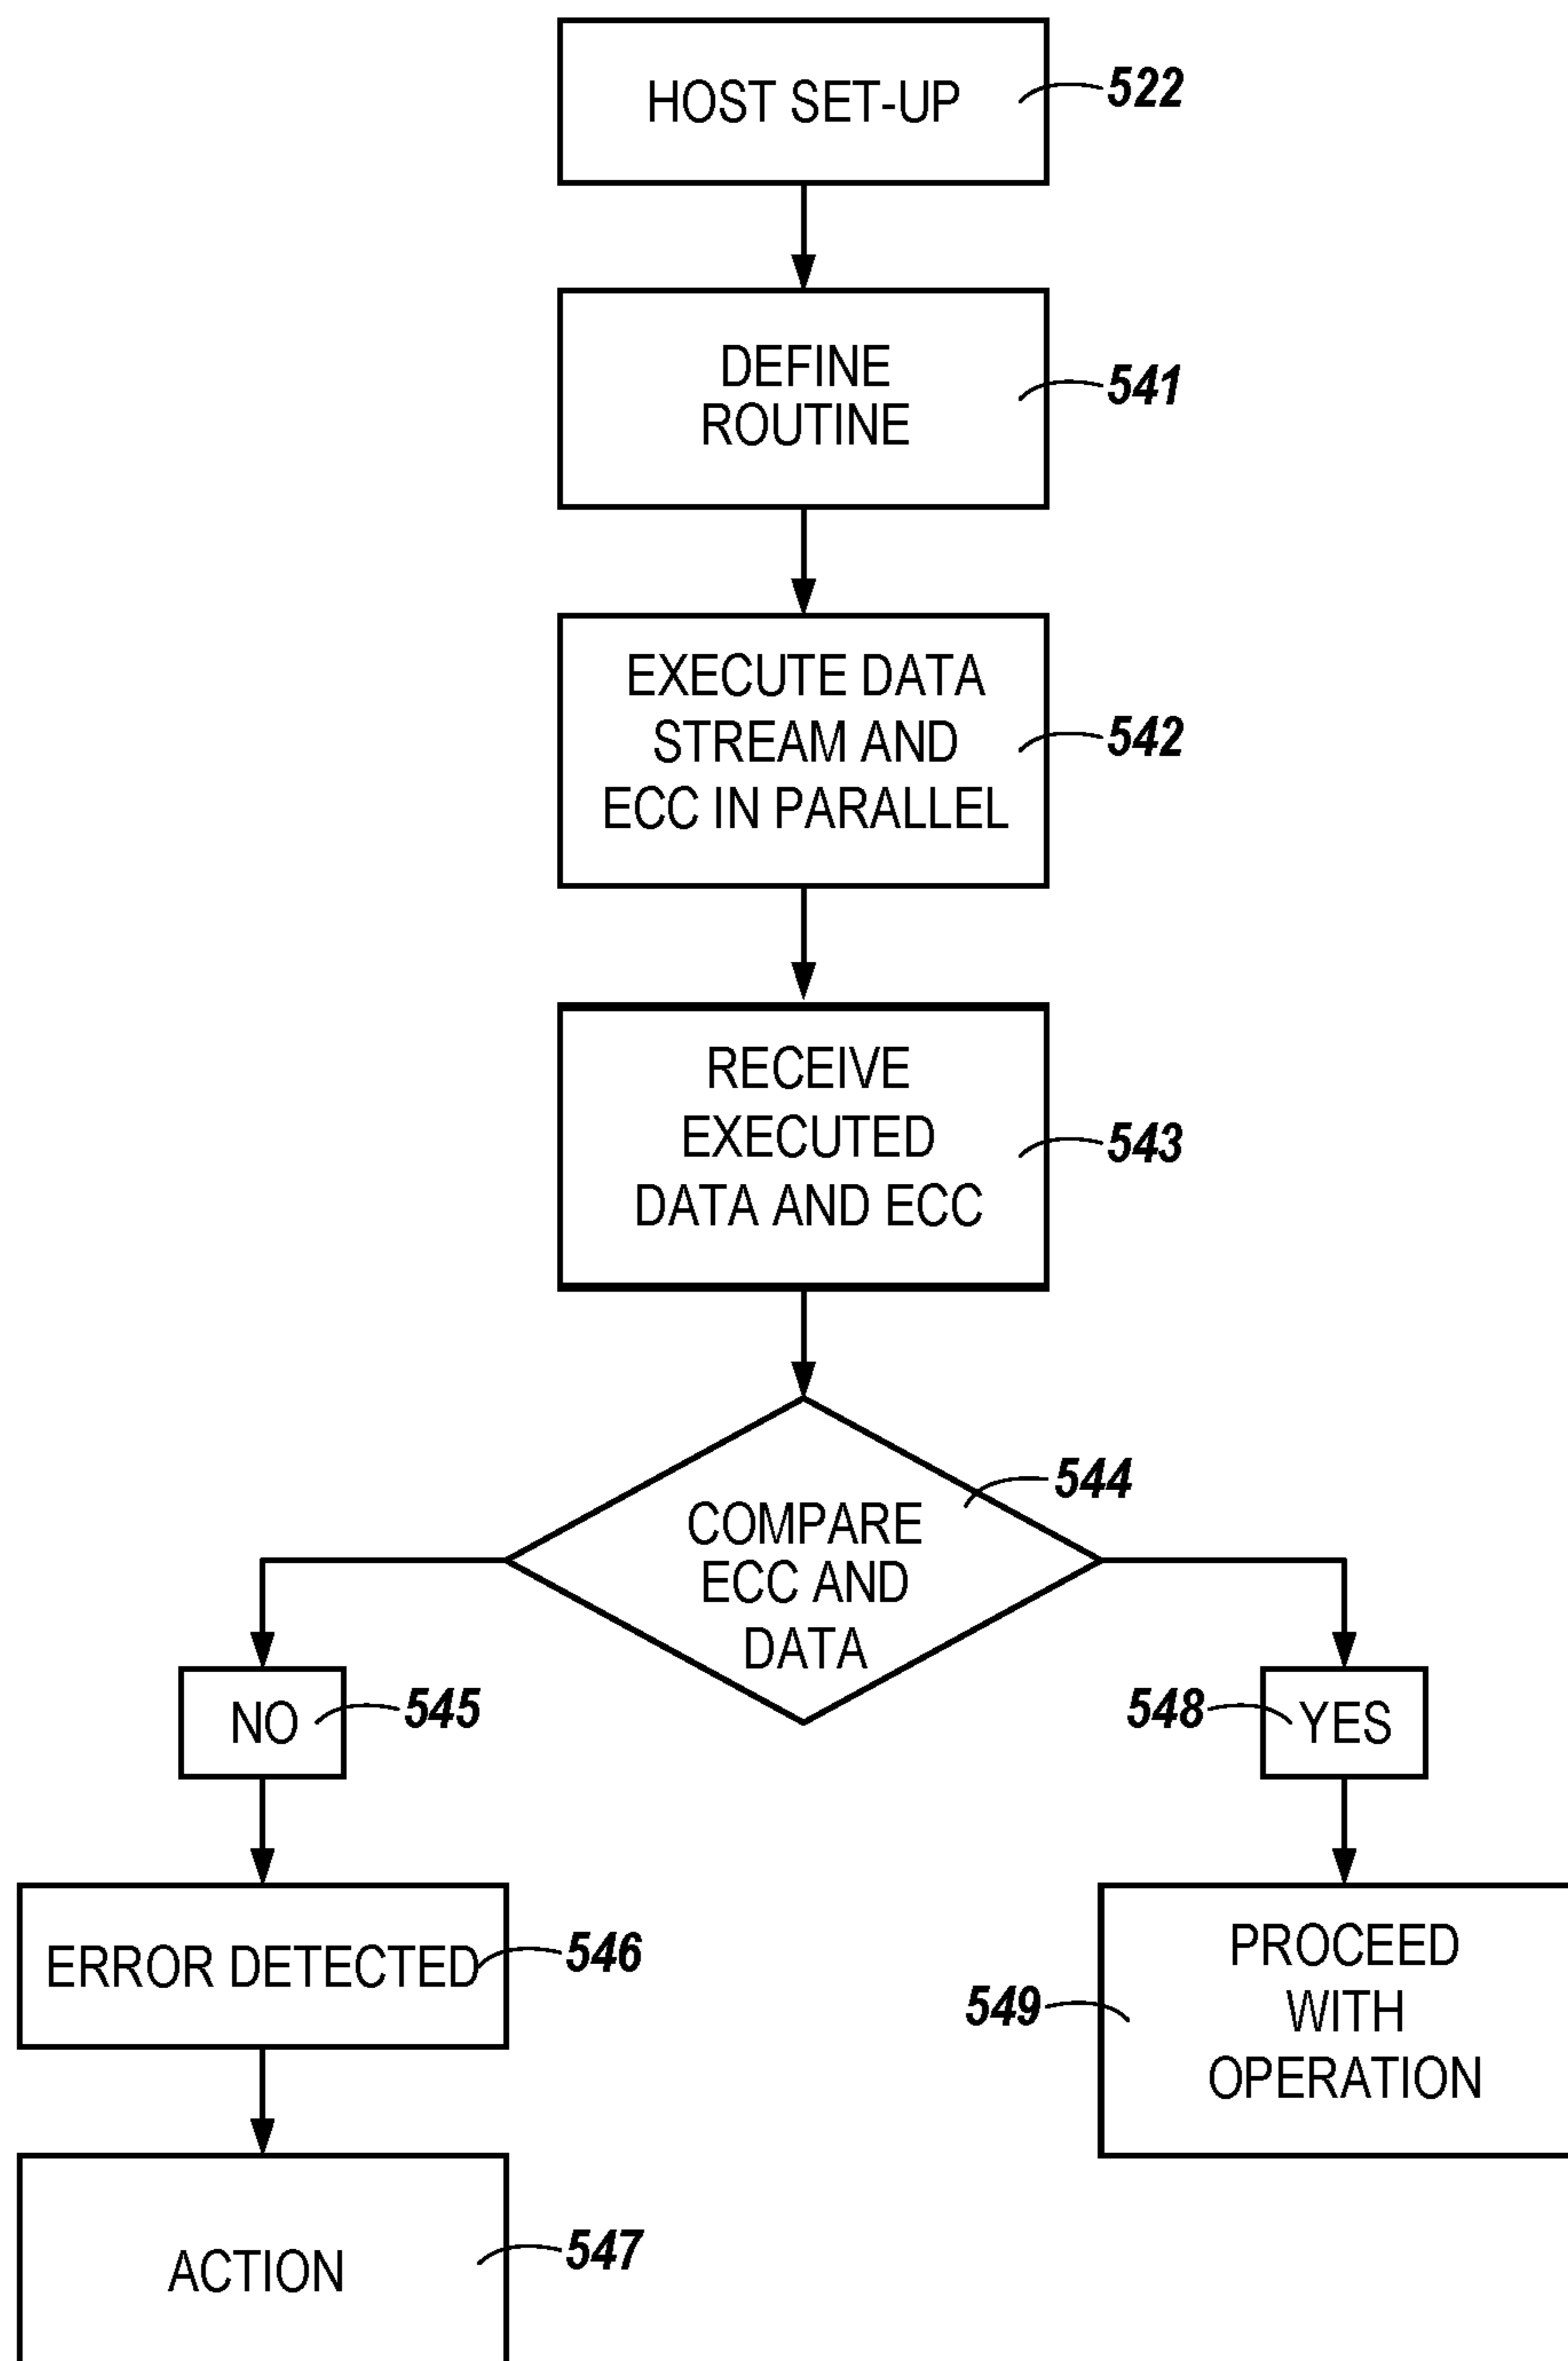 HOST SET-UP
522
DEFINE
ROUTINE
541
EXECUTE DATA
STREAM AND
ECC IN PARALLEL
542
RECEIVE
EXECUTED
DATA AND ECC
543
COMPARE
ECC AND
DATA
544
NO
545
548
YES
ERROR DETECTED
546
549
PROCEED
WITH
OPERATION
ACTION
547